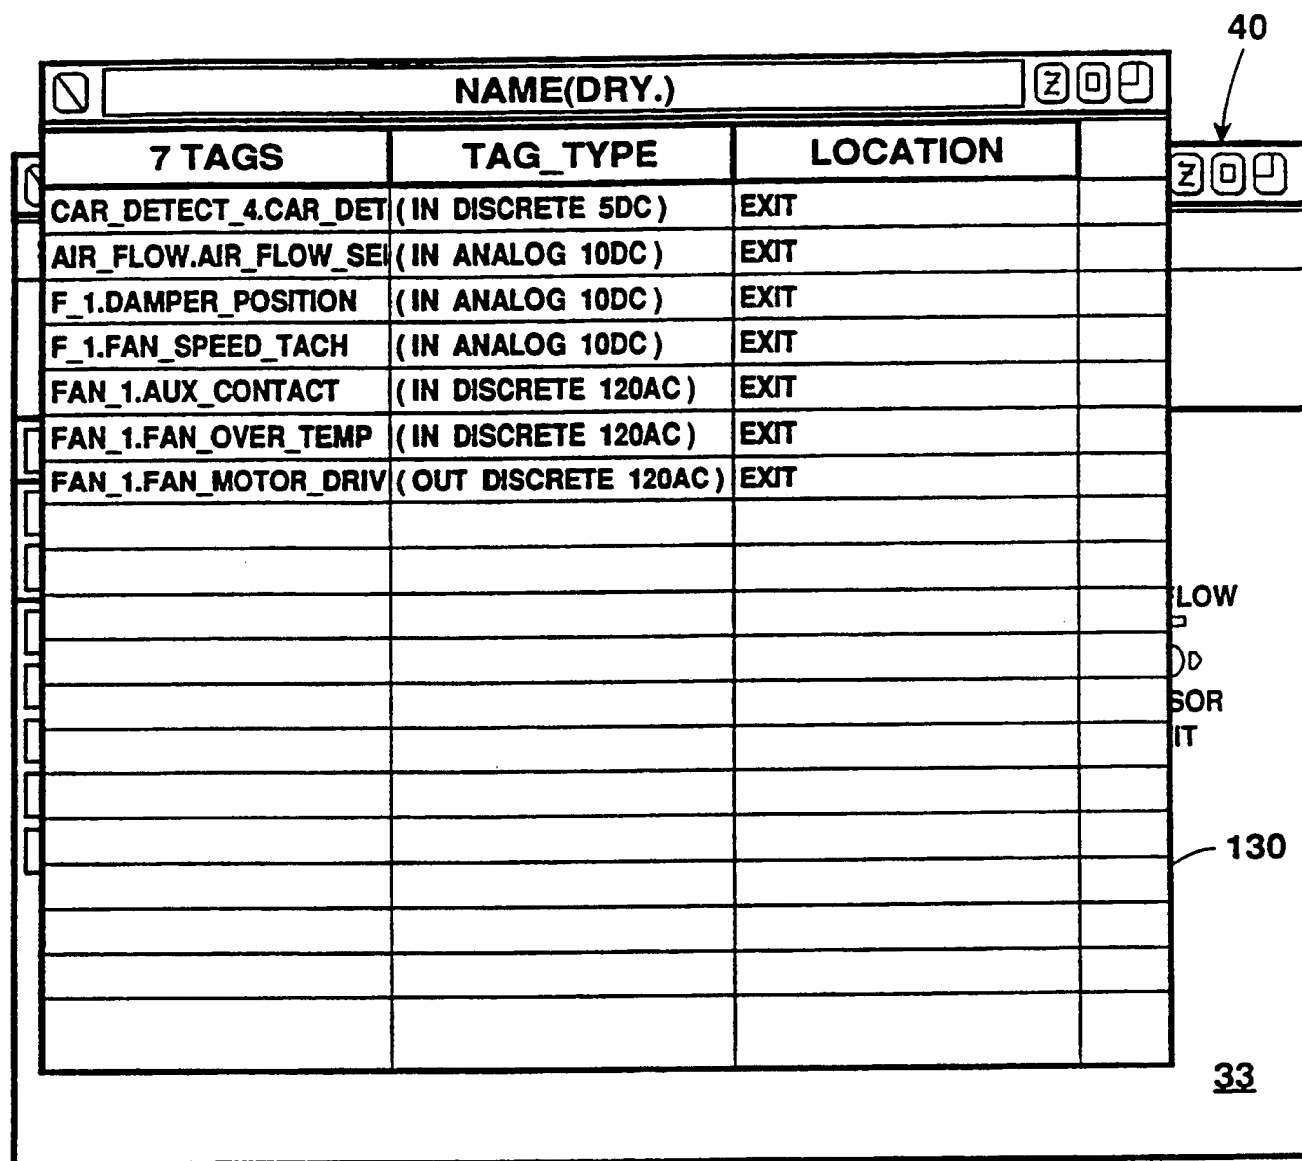 40
NAME(DRY.)
7 TAGS TAG_TYPE LOCATION
CAR_DETECT_4.CAR_DET (IN DISCRETE 5DC) EXIT
AIR_FLOW.AIR_FLOW_SE (IN ANALOG 10DC) EXIT
F_1.DAMPER_POSITION (IN ANALOG 10DC) EXIT
F_1.FAN_SPEED_TACH (IN ANALOG 10DC) EXIT
FAN_1.AUX_CONTACT (IN DISCRETE 120AC) EXIT
FAN_1.FAN_OVER_TEMP (IN DISCRETE 120AC) EXIT
FAN_1.FAN_MOTOR_DRIV (OUT DISCRETE 120AC) EXIT
FLOW
D
SOR
IT
130
33